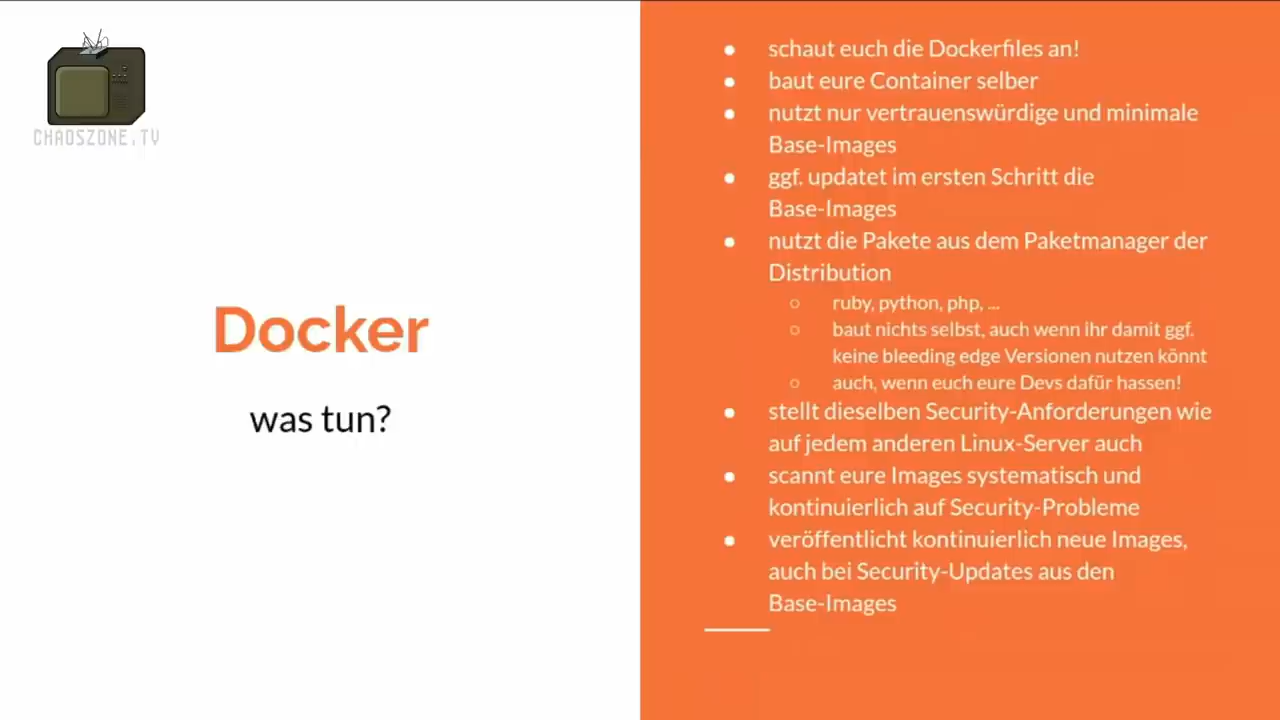 CHAOSZONE.TV
Docker
was tun?
● schaut euch die Dockerfiles an!
● baut eure Container selber
● nutzt nur vertrauenswürdige und minimale
Base-Images
● ggf. updatet im ersten Schritt die
Base-Images
● nutzt die Pakete aus dem Paketmanager der
Distribution
○ ruby, python, php, ...
○ baut nichts selbst, auch wenn ihr damit ggf.
keine bleeding edge Versionen nutzen könnt
○ auch, wenn euch eure Devs dafür hassen!
● stellt dieselben Security-Anforderungen wie
auf jedem anderen Linux-Server auch
● scannt eure Images systematisch und
kontinuierlich auf Security-Probleme
● veröffentlicht kontinuierlich neue Images,
auch bei Security-Updates aus den
Base-Images